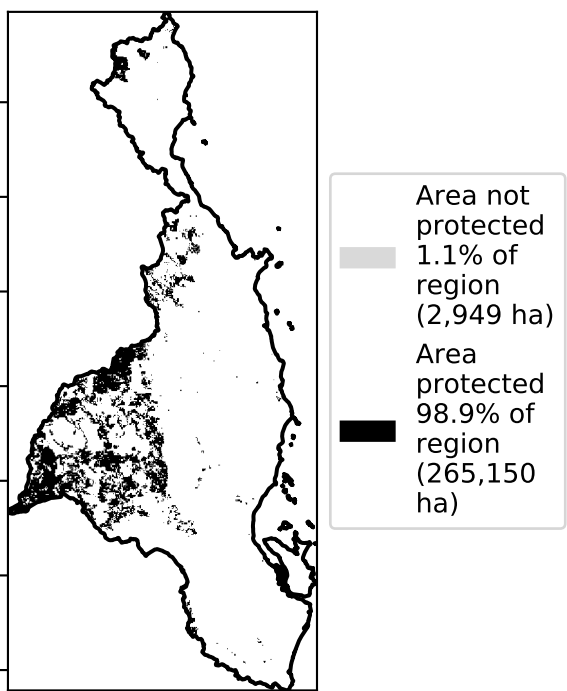 Area not
protected
1.1% of
region
(2,949 ha)
Area
protected
98.9% of
region
(265,150
ha)